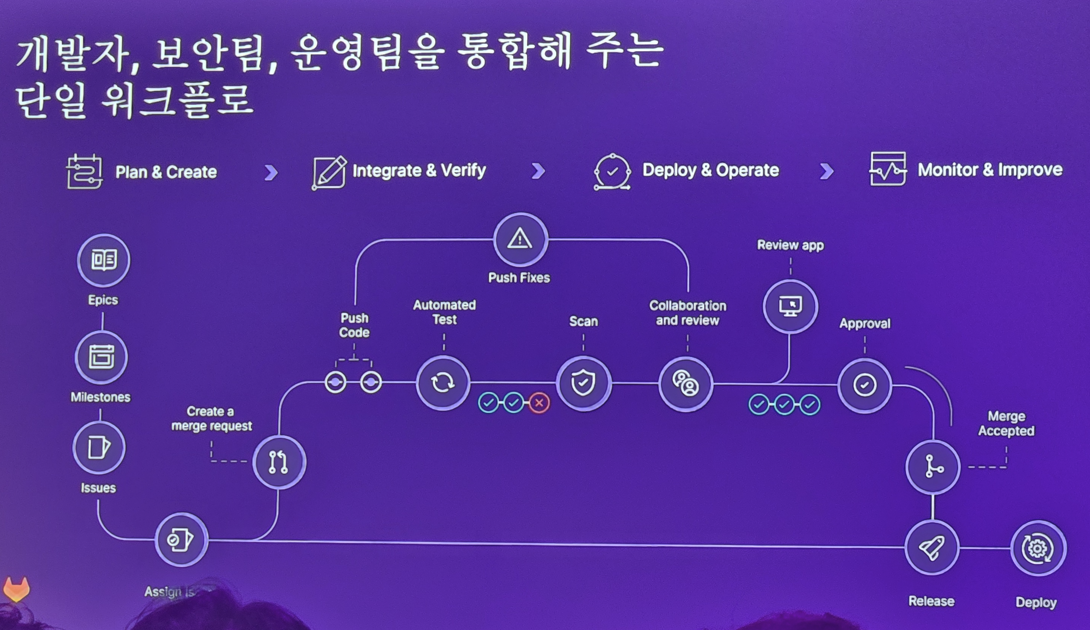 개발자, 보안팀, 운영팀을 통합해 주는
단일 워크플로
Plan & Create
Integrate & Verify
Deploy & Operate
Monitor & Improve
Epics
Milestones
Issues
Assign
Create a
merge request
Push
Code
Push Fixes
Automated
Test
Scan
Collaboration
and review
Review app
Approval
Merge
Accepted
Release
Deploy